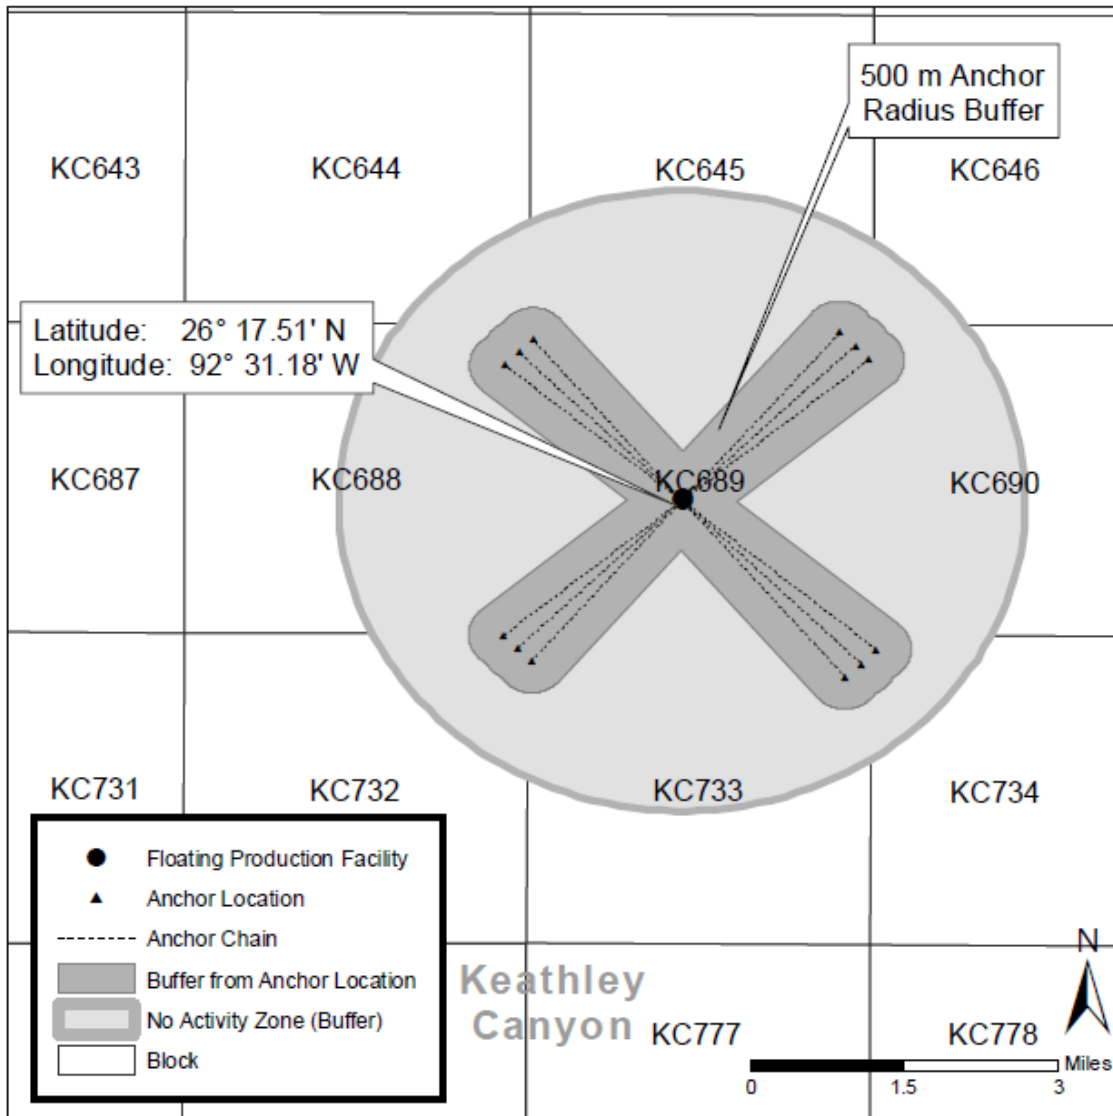 500 m Anchor
Radius Buffer
KC643
KC644
KC645
KC646
Latitude: 26° 17.51' N
Longitude: 92° 31.18' W
KC687
KC688
KC689
KC690
KC731
KC732
KC733
KC734
Floating Production Facility
Anchor Location
Anchor Chain
Buffer from Anchor Location
No Activity Zone (Buffer)
Block
Keathley
Canyon
KC777
KC778
N
Miles
0 1.5 3